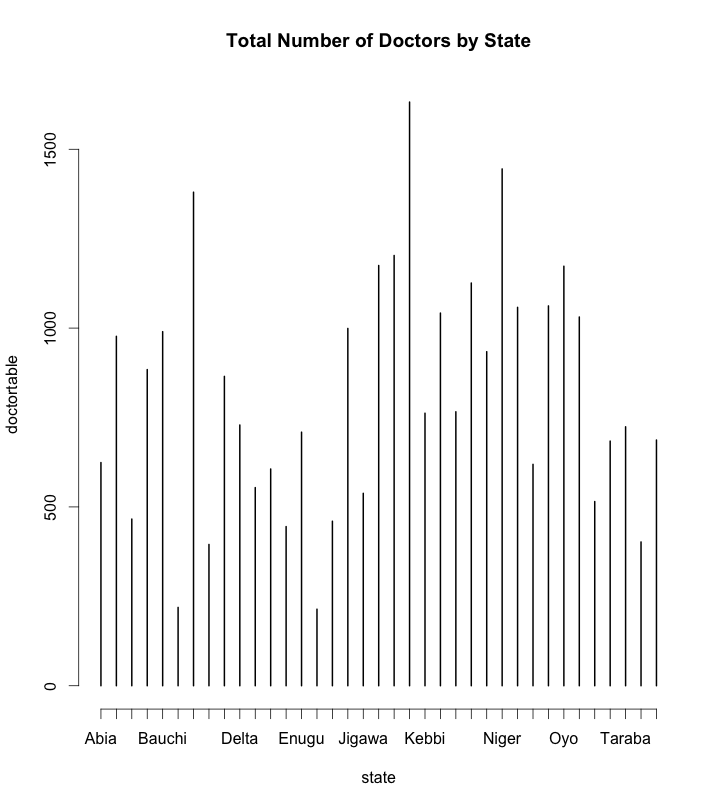 Total Number of Doctors by State
doctortable
1500
1000
500
0
Abia Bauchi Delta Enugu Jigawa Kebbi Niger Oyo Taraba
state